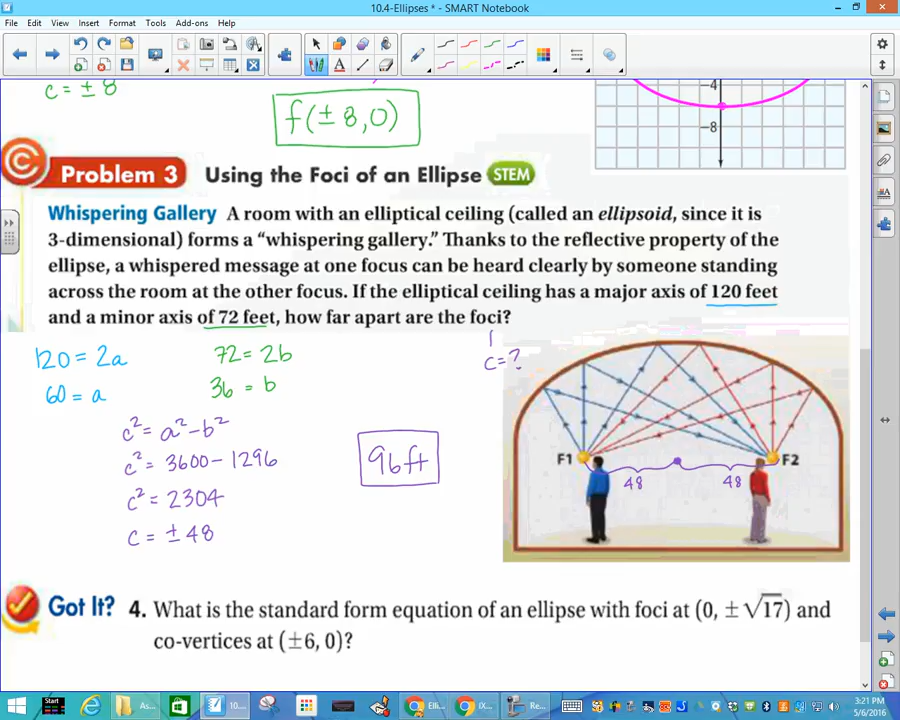 10.4-Ellipses * - SMART Notebook
File Edit View Insert Format Tools Add-ons Help
c = ± 8
f(± 8, 0)
-4
-8
C
Problem 3 Using the Foci of an Ellipse STEM
Whispering Gallery A room with an elliptical ceiling (called an ellipsoid, since it is
3-dimensional) forms a “whispering gallery.” Thanks to the reflective property of the
ellipse, a whispered message at one focus can be heard clearly by someone standing
across the room at the other focus. If the elliptical ceiling has a major axis of 120 feet
and a minor axis of 72 feet, how far apart are the foci?
c = ?
120 = 2a
60 = a
72 = 2b
36 = b
c² = a² - b²
c² = 3600 - 1296
c² = 2304
c = ± 48
96 ft
F1
F2
48
48
Got It? 4. What is the standard form equation of an ellipse with foci at (0, ±√17) and
co-vertices at (±6, 0)?
Start
As...
10....
Elli...
IX...
Re...
3:21 PM
5/6/2016